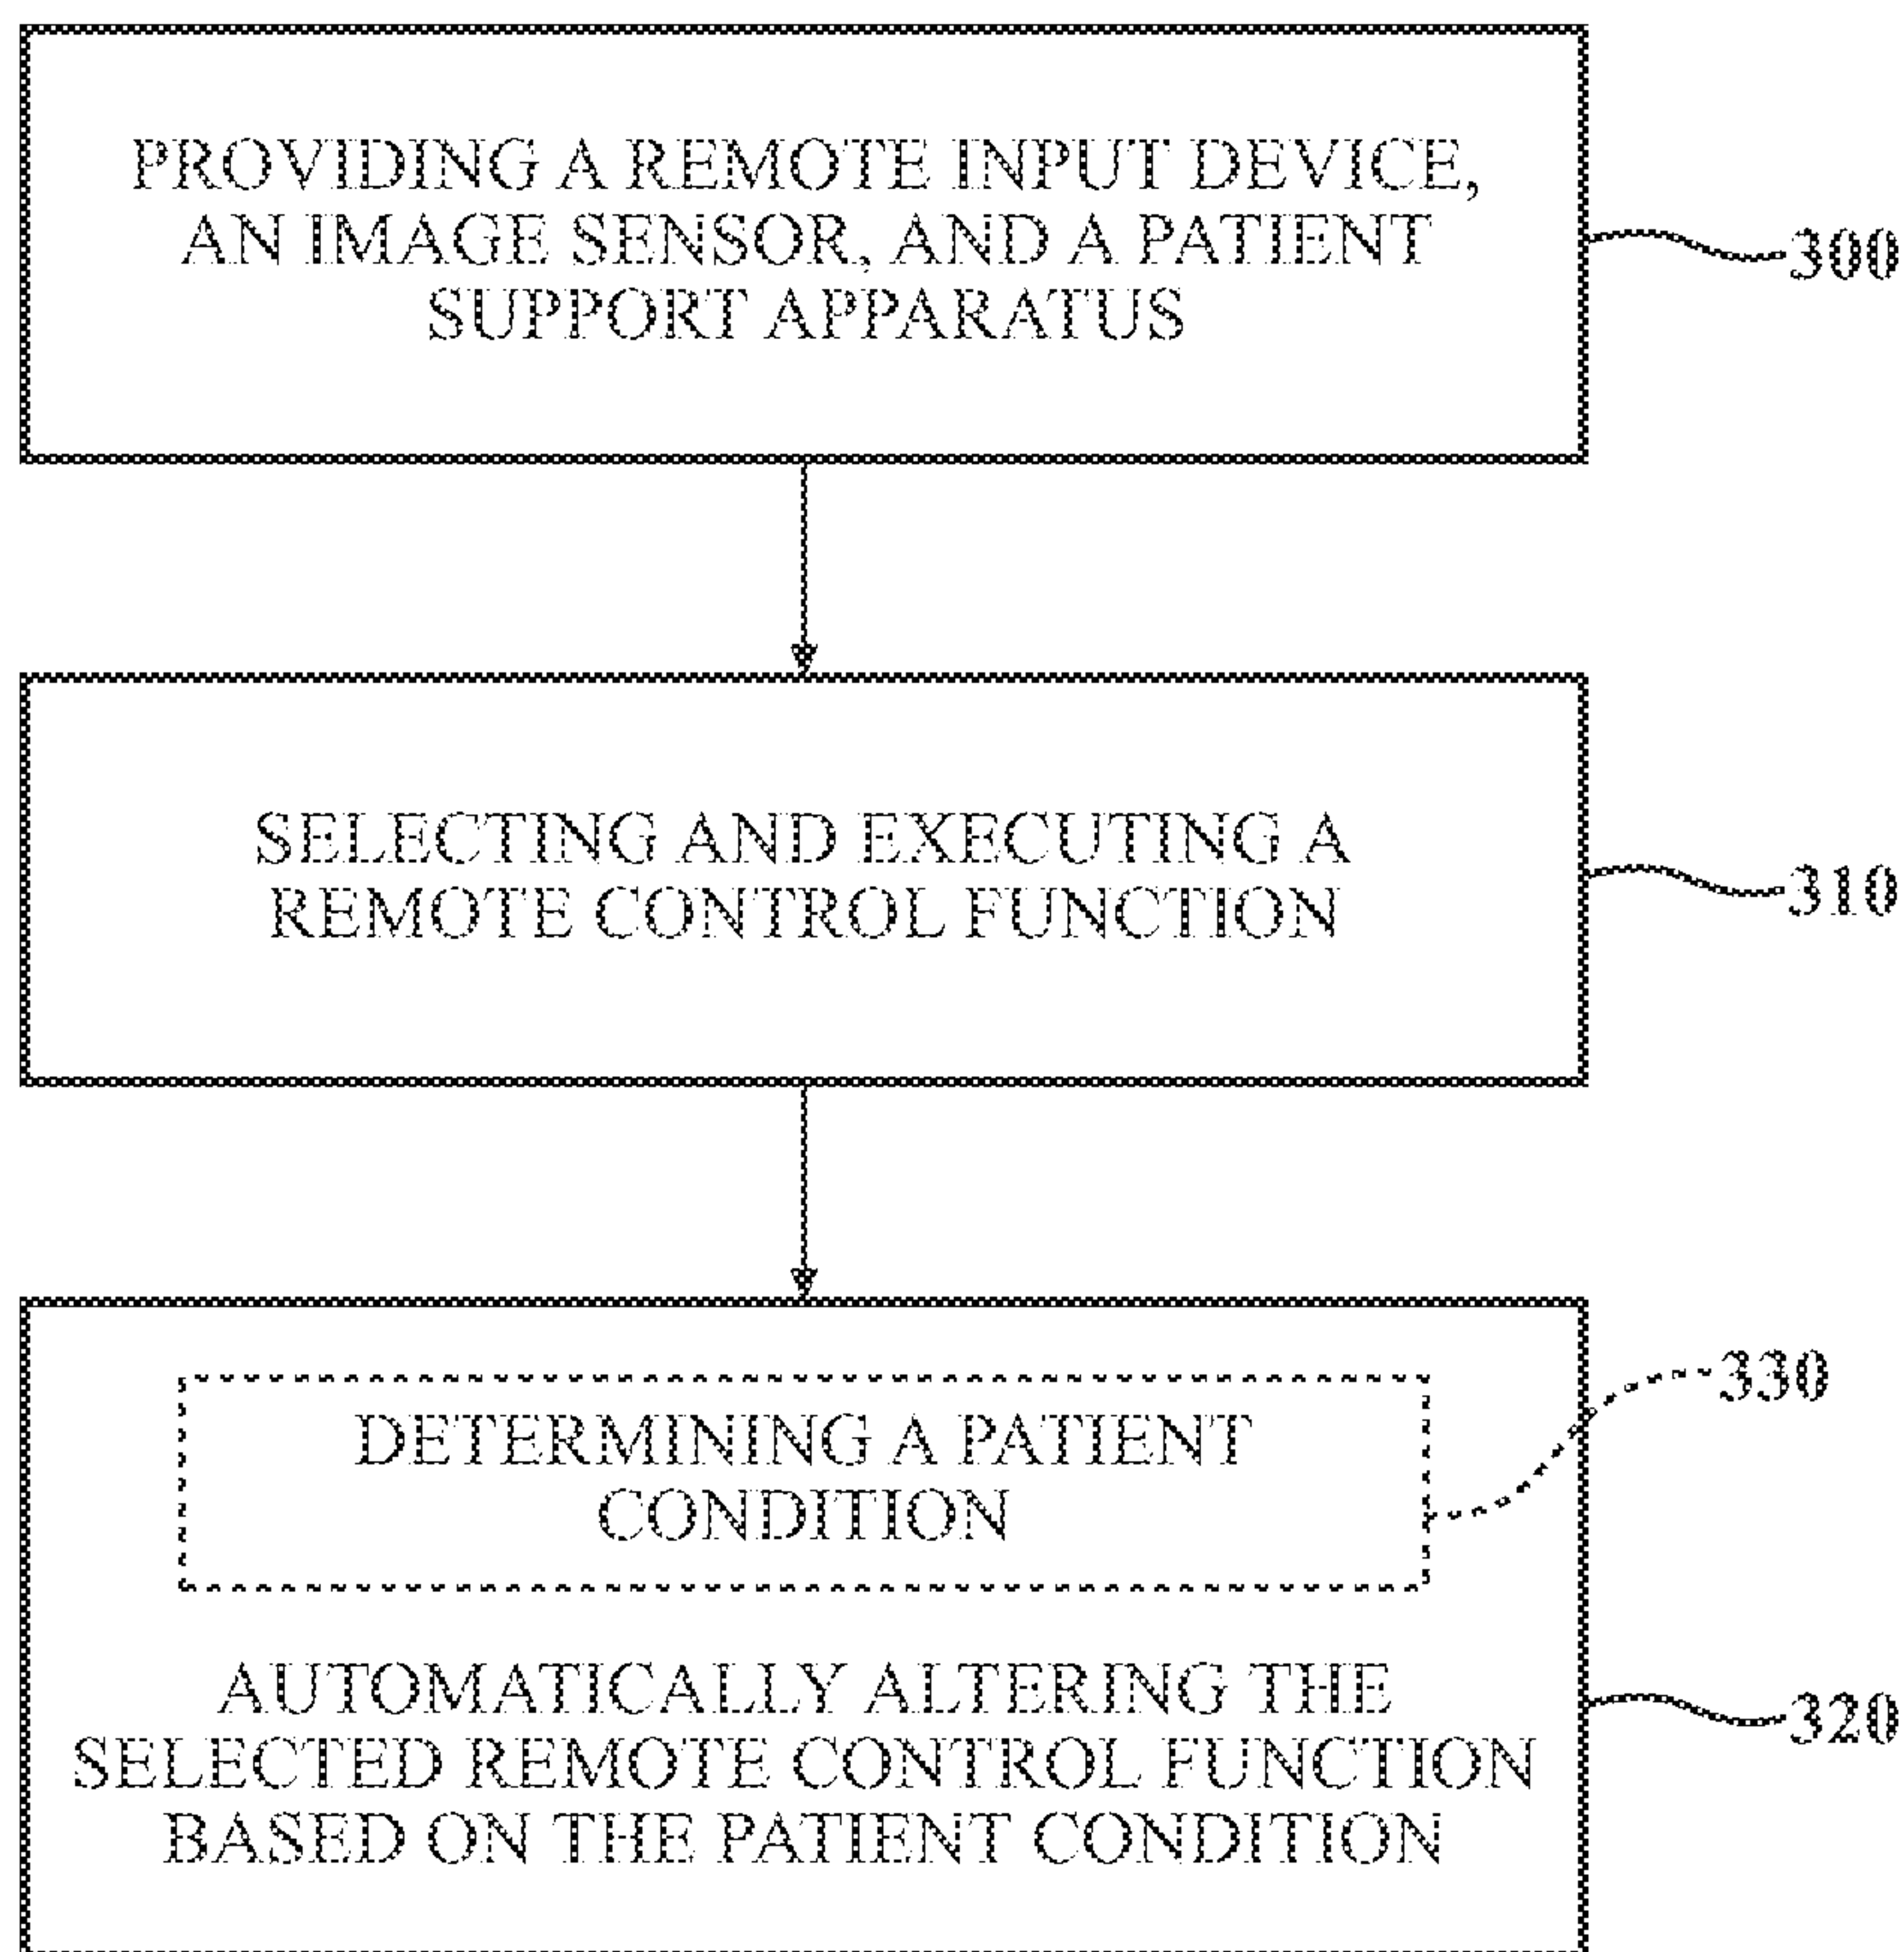 PROVIDING A REMOTE INPUT DEVICE,
AN IMAGE SENSOR, AND A PATIENT
SUPPORT APPARATUS
300
SELECTING AND EXECUTING A
REMOTE CONTROL FUNCTION
310
330
DETERMINING A PATIENT
CONDITION
AUTOMATICALLY ALTERING THE
SELECTED REMOTE CONTROL FUNCTION
BASED ON THE PATIENT CONDITION
320